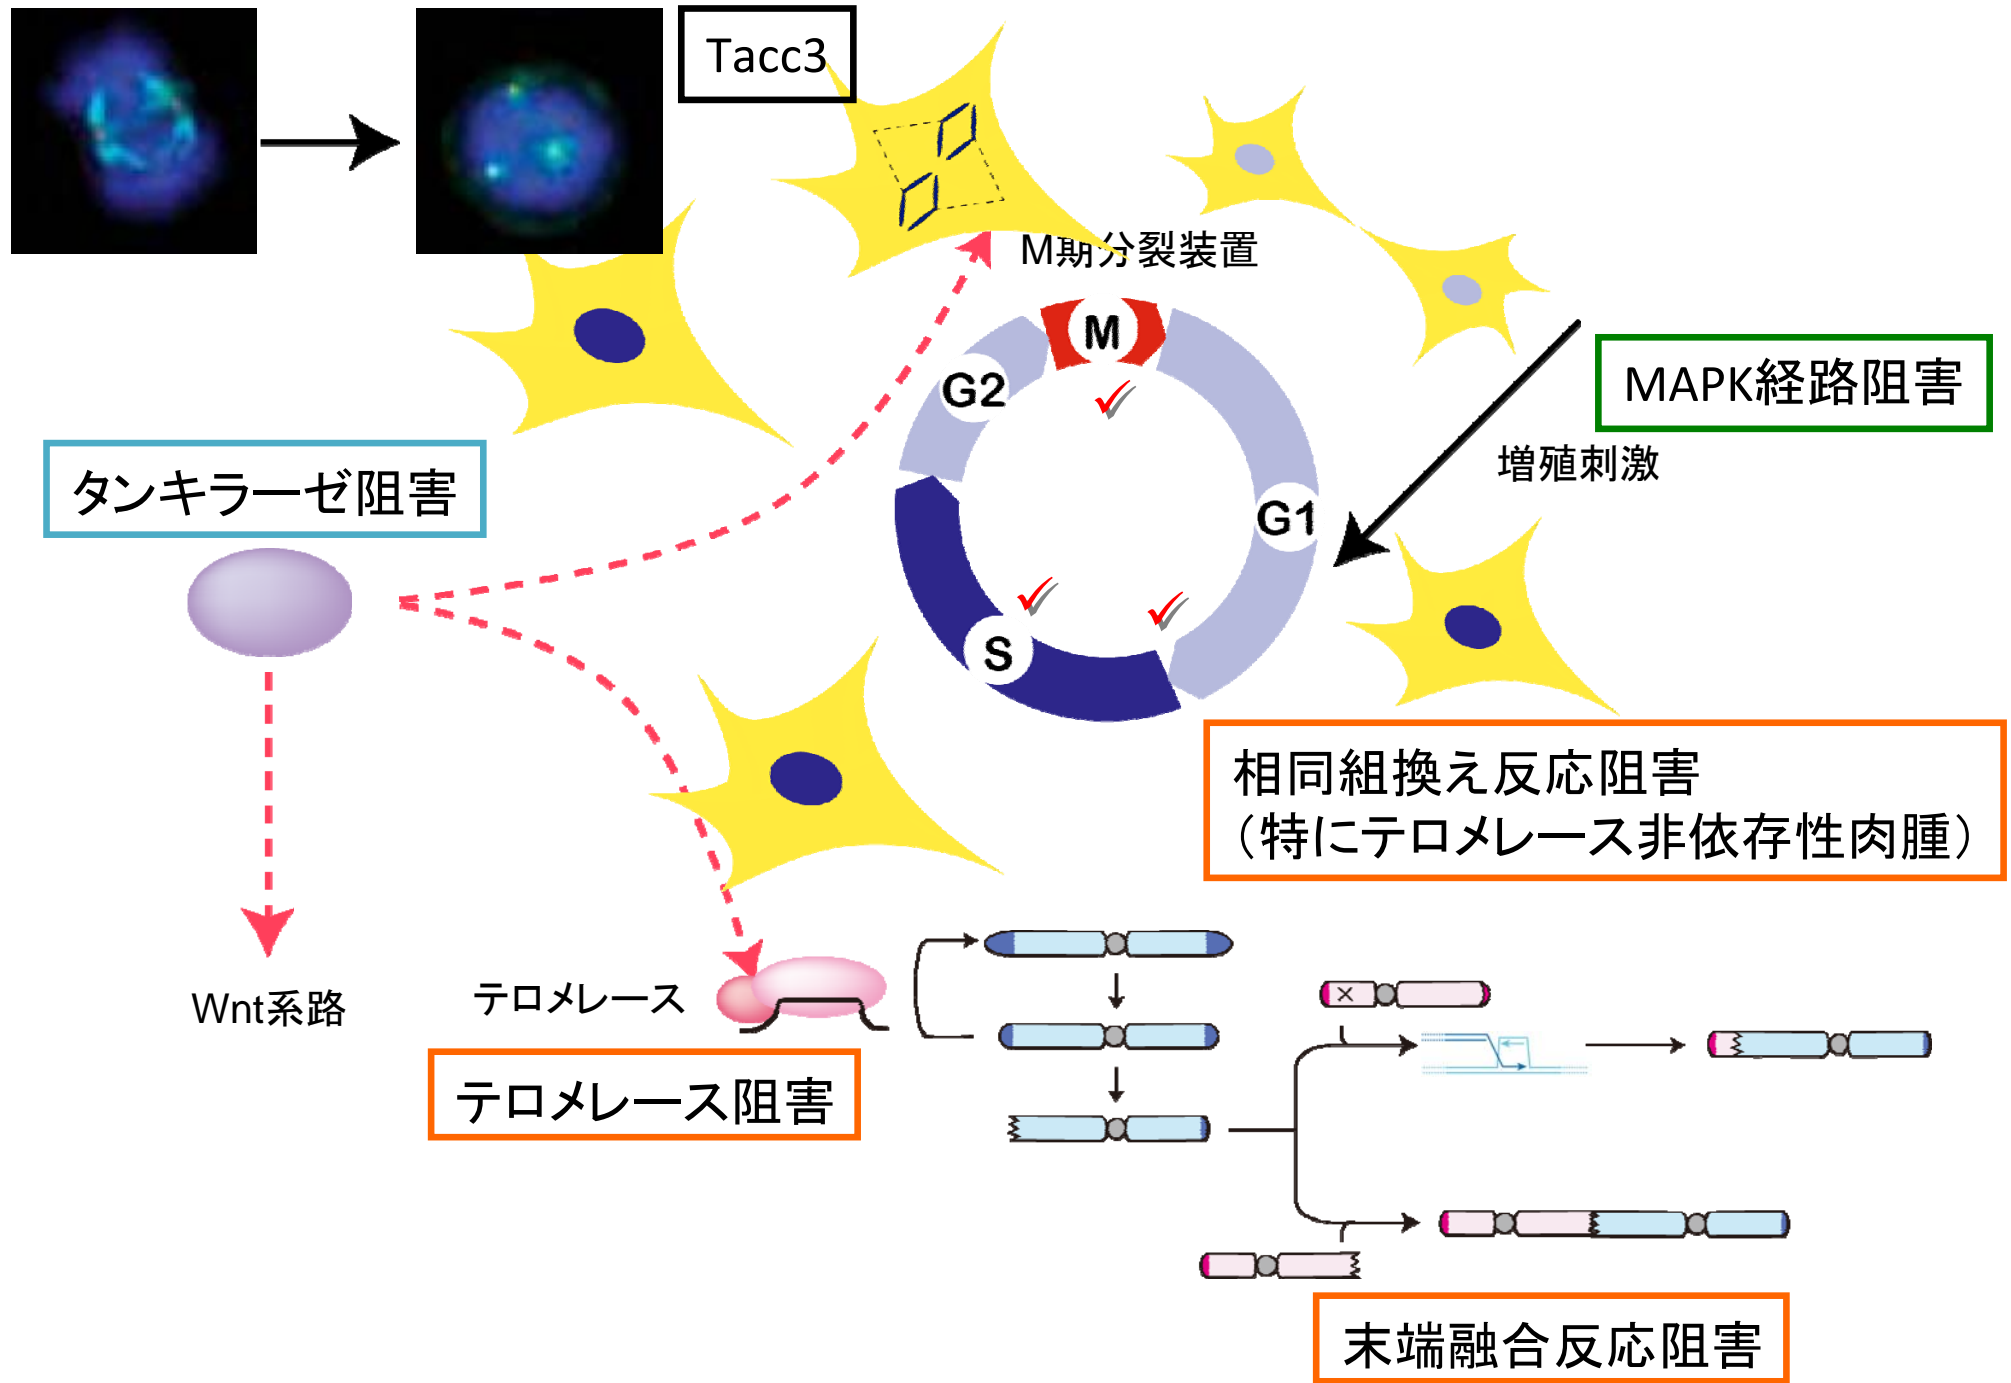 Tacc3
M期分裂装置
M
G2
MAPK経路阻害
増殖刺激
タンキラーゼ阻害
G1
S
相同組換え反応阻害
（特にテロメレース非依存性肉腫）
Wnt系路
テロメレース
テロメレース阻害
末端融合反応阻害